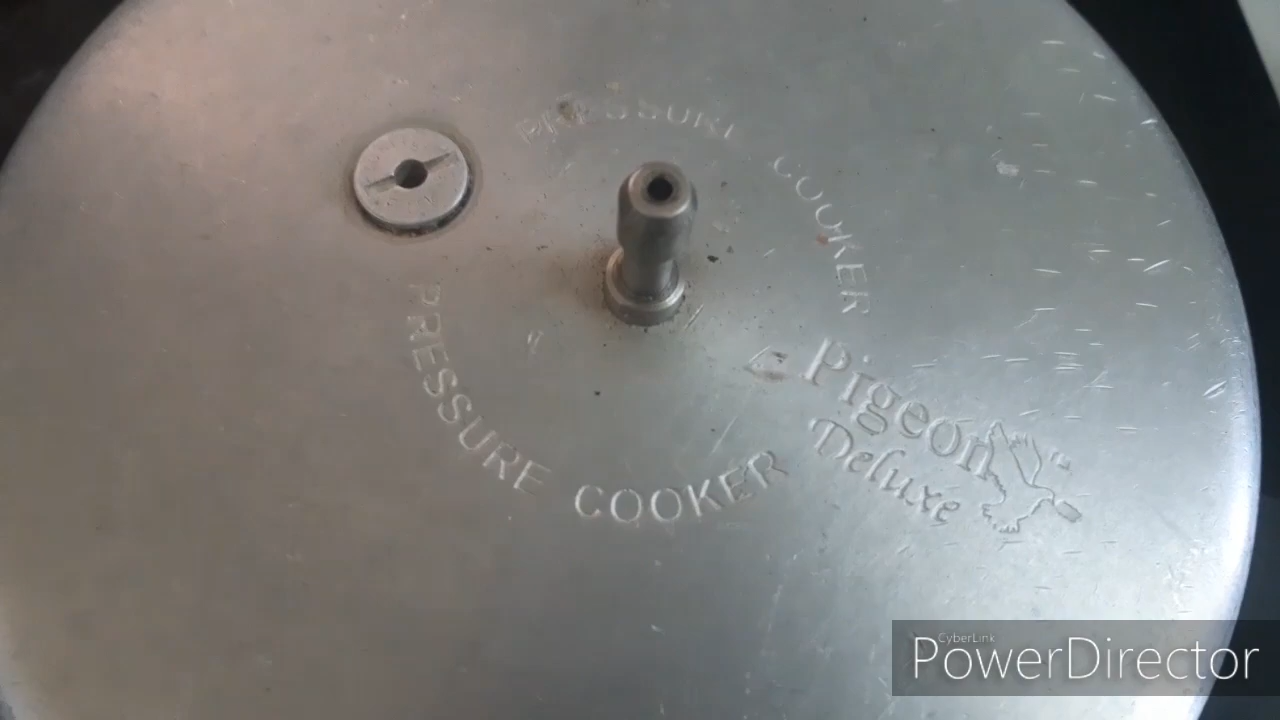 PRESSURE COOKER
PRESSURE COOKER
Pigeon
Deluxe
CyberLink
PowerDirector